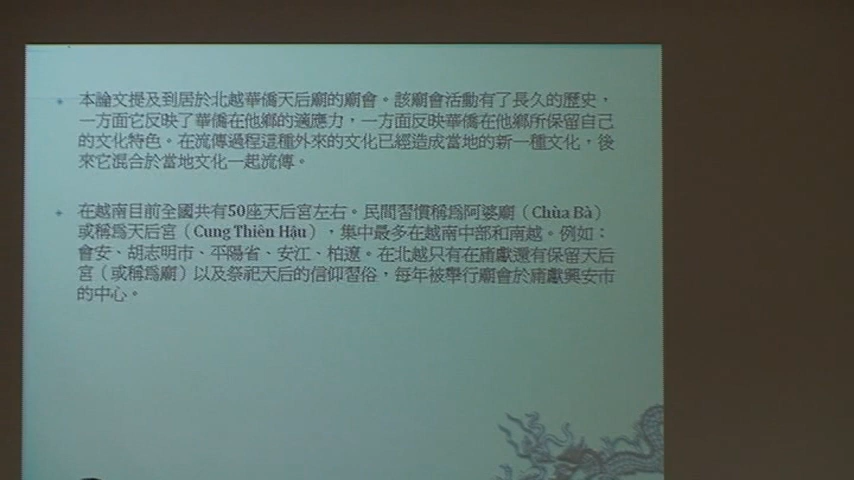 本論文提及到居於北越華僑天后廟的廟會。該廟會活動有了長久的歷史，
一方面它反映了華僑在他鄉的適應力，一方面反映華僑在他鄉所保留自己
的文化特色。在流傳過程這種外來的文化已經造成當地的新一種文化，後
來它混合於當地文化一起流傳。
在越南目前全國共有50座天后宮左右。民間習慣稱爲阿婆廟（Chùa Bà）
或稱爲天后宮（Cung Thiên Hậu），集中最多在越南中部和南越。例如：
會安、胡志明市、平陽省、安江、柏遼。在北越只有在庯獻還有保留天后
宮（或稱爲廟）以及祭祀天后的信仰習俗，每年被舉行廟會於庯獻興安市
的中心。